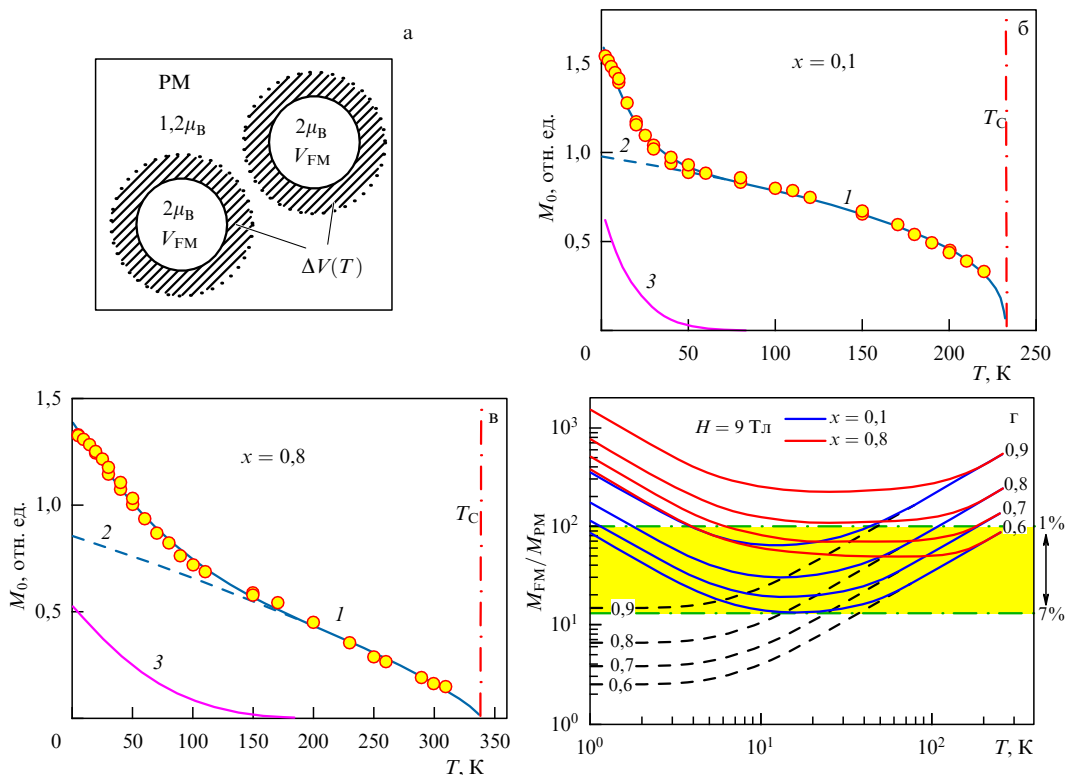 а
PM
1,2μB
2μB
VFM
2μB
VFM
ΔV(T)
б
x = 0,1
TC
M0, отн. ед.
1,5
1,0
0,5
0
50
100
150
200
250
T, K
1
2
3
в
x = 0,8
TC
M0, отн. ед.
1,5
1,0
0,5
0
50
100
150
200
250
300
350
T, K
1
2
3
г
H = 9 Тл
x = 0,1
x = 0,8
MFM/MPM
10³
10²
10¹
10⁰
10⁰
10¹
10²
T, K
0,9
0,8
0,7
0,6
1%
7%
0,9
0,8
0,7
0,6